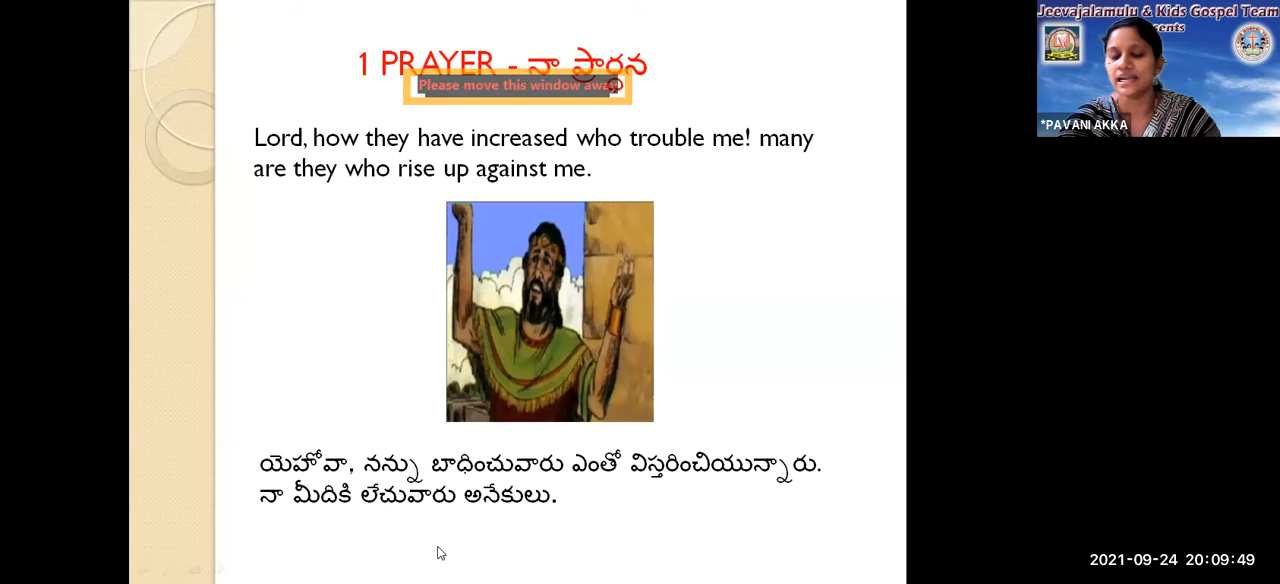 1 PRAYER - నా ప్రార్థన
Please move this window away
Lord, how they have increased who trouble me! many
are they who rise up against me.
యెహోవా, నన్ను బాధించువారు ఎంతో విస్తరించియున్నారు.
నా మీదికి లేచువారు అనేకులు.
Jeevajalamulu & Kids Gospel Team
*PAVANI AKKA
2021-09-24 20:09:49